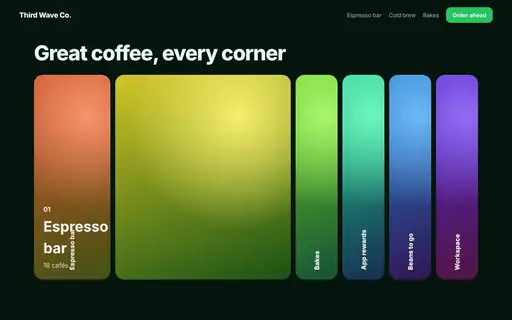 Third Wave Co.
Espresso bar
Cold brew
Bakes
Order ahead
Great coffee, every corner
01
Espresso
bar
18 cafés
Espresso bar
Bakes
App rewards
Beans to go
Workspace